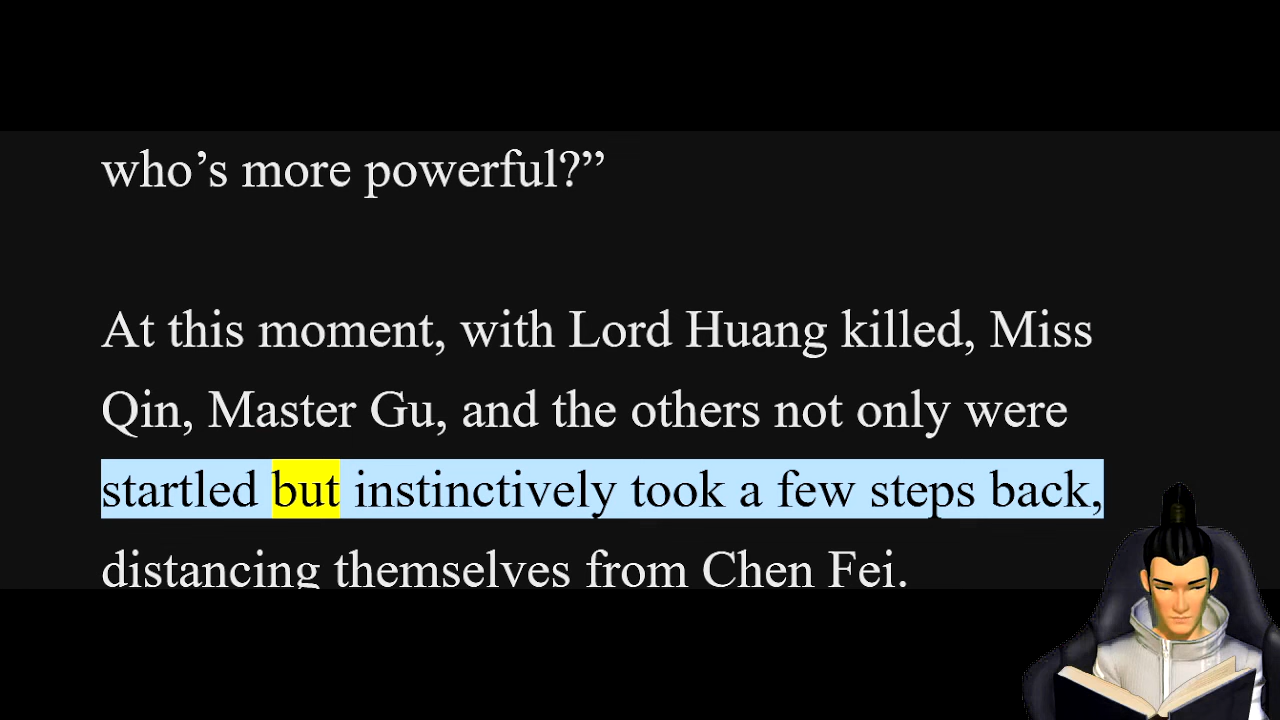 who’s more powerful?”
At this moment, with Lord Huang killed, Miss
Qin, Master Gu, and the others not only were
startled but instinctively took a few steps back,
distancing themselves from Chen Fei.